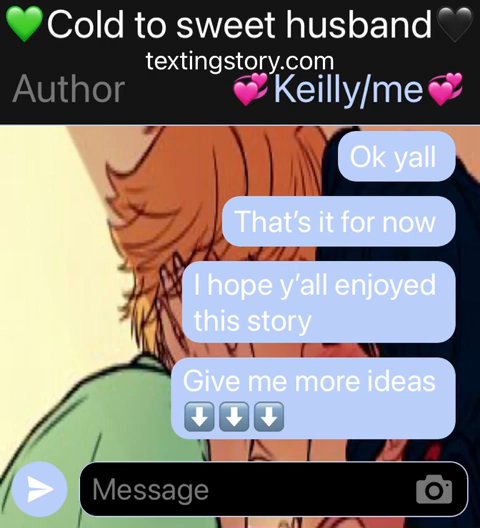 💚Cold to sweet husband🖤
textingstory.com
Author 💞Keilly/me💞
Ok yall
That's it for now
I hope y'all enjoyed
this story
Give me more ideas
⬇️⬇️⬇️
Message